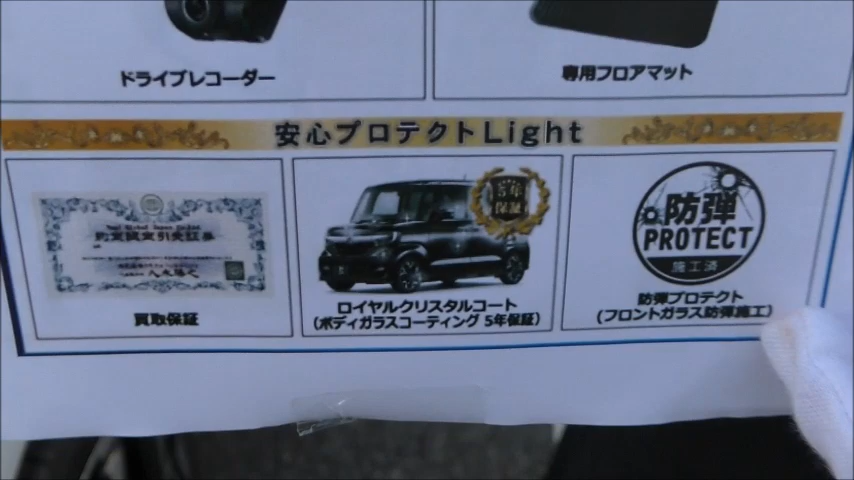 ドライブレコーダー
専用フロアマット
安心プロテクトLight
5年
保証
防弾
PROTECT
施工済
買取保証
ロイヤルクリスタルコート
(ボディガラスコーティング 5年保証)
防弾プロテクト
(フロントガラス防弾施工)